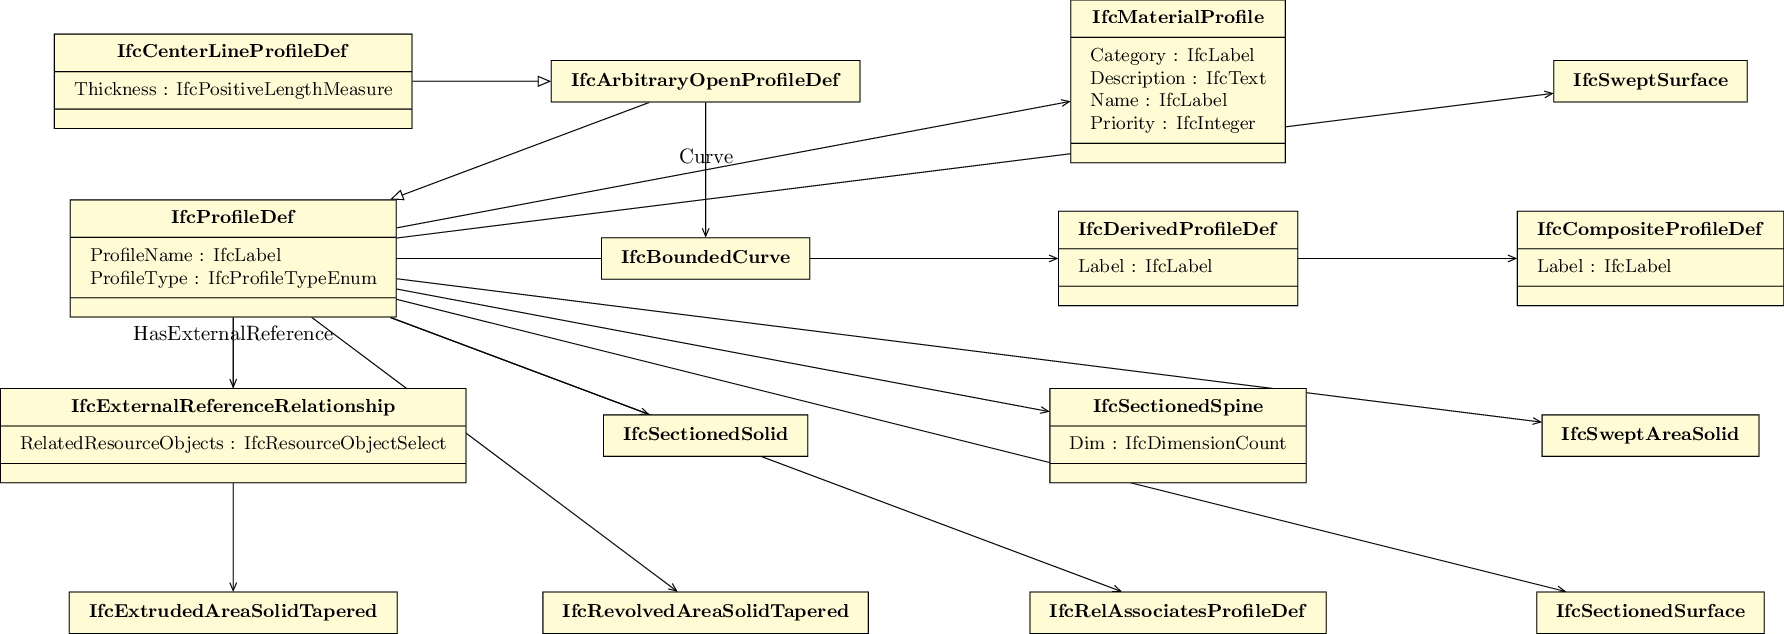 IfcMaterialProfile
Category : IfcLabel
Description : IfcText
Name : IfcLabel
Priority : IfcInteger
IfcCenterLineProfileDef
Thickness : IfcPositiveLengthMeasure
IfcArbitraryOpenProfileDef
IfcSweptSurface
Curve
IfcProfileDef
ProfileName : IfcLabel
ProfileType : IfcProfileTypeEnum
IfcBoundedCurve
IfcDerivedProfileDef
Label : IfcLabel
IfcCompositeProfileDef
Label : IfcLabel
HasExternalReference
IfcExternalReferenceRelationship
RelatedResourceObjects : IfcResourceObjectSelect
IfcSectionedSolid
IfcSectionedSpine
Dim : IfcDimensionCount
IfcSweptAreaSolid
IfcExtrudedAreaSolidTapered
IfcRevolvedAreaSolidTapered
IfcRelAssociatesProfileDef
IfcSectionedSurface